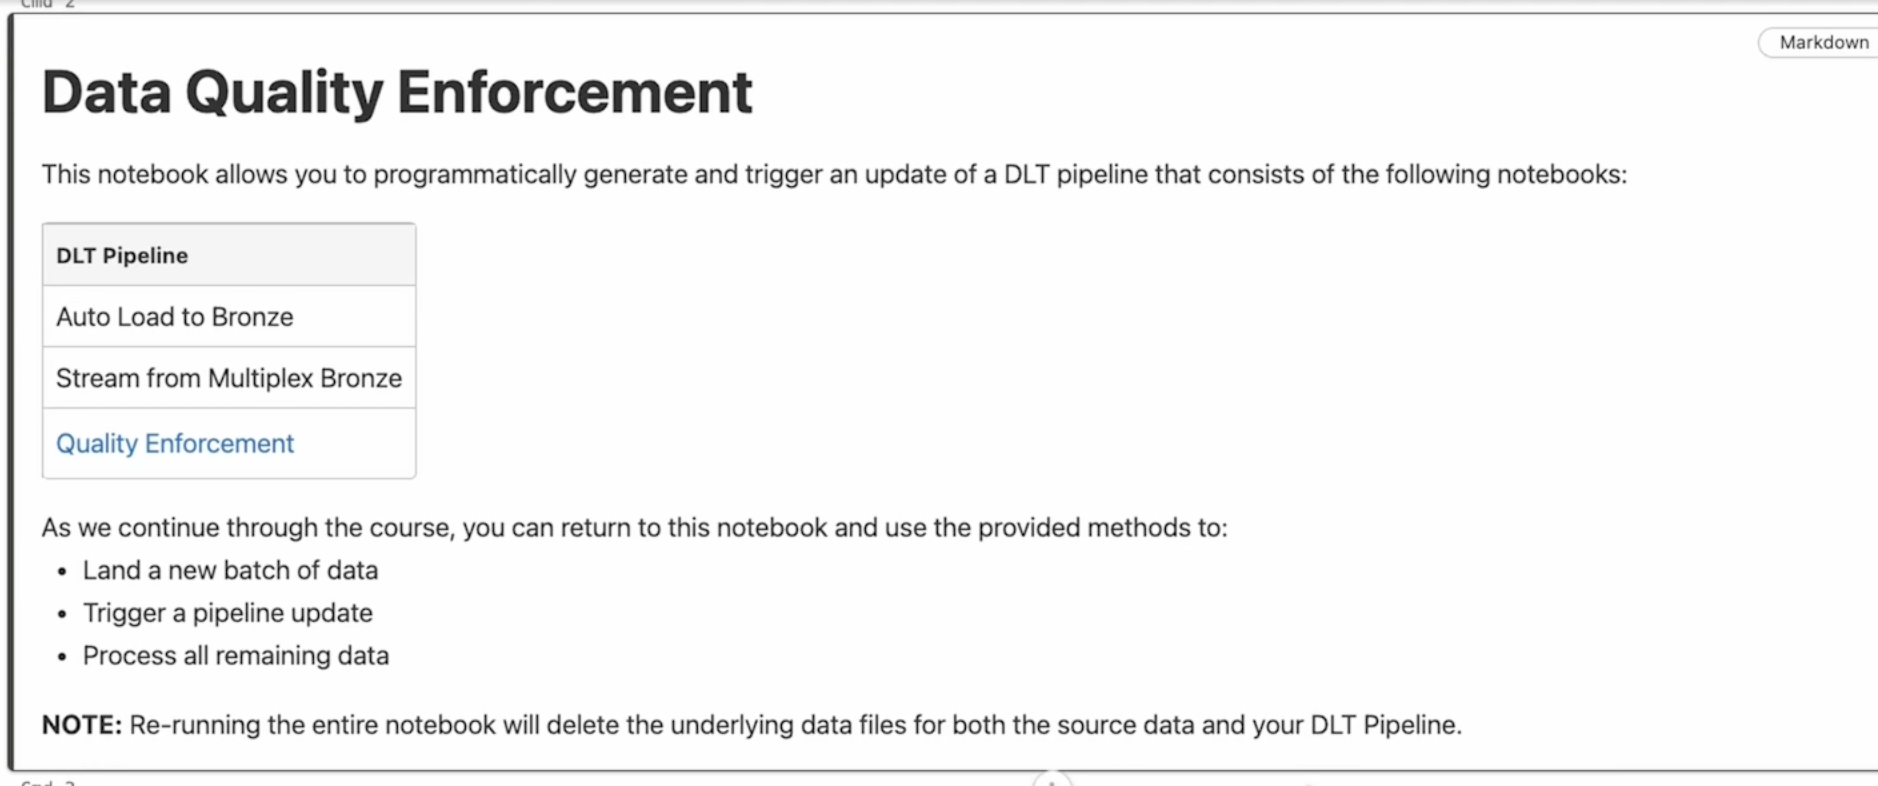 Cmd 2
Markdown
Data Quality Enforcement
This notebook allows you to programmatically generate and trigger an update of a DLT pipeline that consists of the following notebooks:
DLT Pipeline
Auto Load to Bronze
Stream from Multiplex Bronze
Quality Enforcement
As we continue through the course, you can return to this notebook and use the provided methods to:
• Land a new batch of data
• Trigger a pipeline update
• Process all remaining data
NOTE: Re-running the entire notebook will delete the underlying data files for both the source data and your DLT Pipeline.
Cmd 3